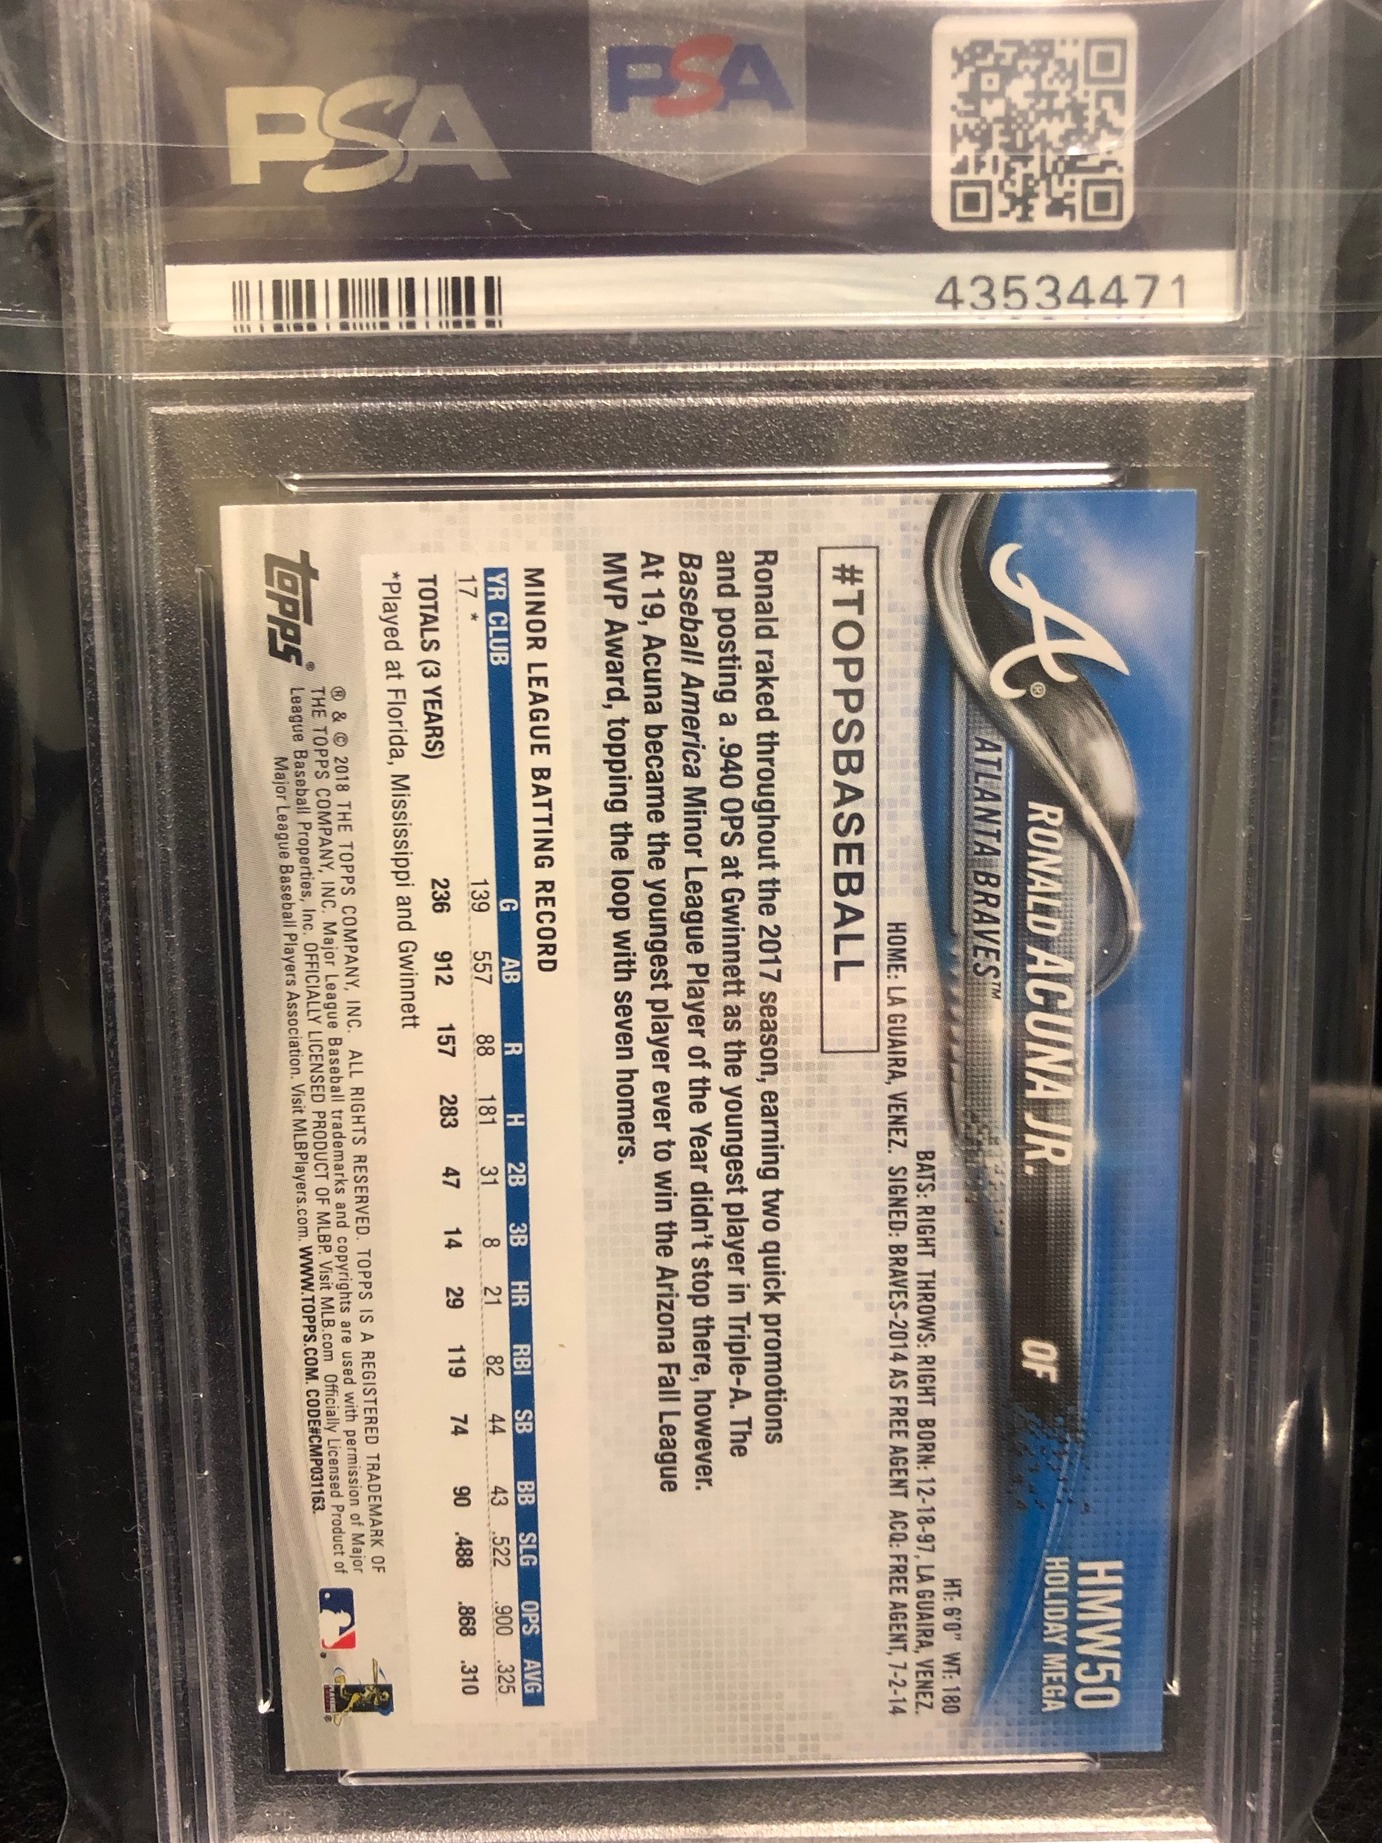 PSA
PSA
43534471
HMW50
HOLIDAY MEGA
A®
RONALD ACUNA JR. OF
ATLANTA BRAVES™
HT: 6'0" WT: 180
BATS: RIGHT THROWS: RIGHT BORN: 12-18-97, LA GUAIRA, VENEZ.
HOME: LA GUAIRA, VENEZ. SIGNED: BRAVES-2014 AS FREE AGENT ACQ: FREE AGENT, 7-2-14
#TOPPSBASEBALL
Ronald raked throughout the 2017 season, earning two quick promotions
and posting a .940 OPS at Gwinnett as the youngest player in Triple-A. The
Baseball America Minor League Player of the Year didn't stop there, however.
At 19, Acuna became the youngest player ever to win the Arizona Fall League
MVP Award, topping the loop with seven homers.
MINOR LEAGUE BATTING RECORD
YR CLUB G AB R H 2B 3B HR RBI SB BB SLG OPS AVG
17 * 139 557 88 181 31 8 21 82 44 43 .522 .900 .325
TOTALS (3 YEARS) 236 912 157 283 47 14 29 119 74 90 .488 .868 .310
*Played at Florida, Mississippi and Gwinnett
topps®
® & © 2018 THE TOPPS COMPANY, INC. ALL RIGHTS RESERVED. TOPPS IS A REGISTERED TRADEMARK OF
THE TOPPS COMPANY, INC. Major League Baseball trademarks and copyrights are used with permission of Major
League Baseball Properties, Inc. OFFICIALLY LICENSED PRODUCT OF MLBP. Visit MLB.com Officially Licensed Product of
Major League Baseball Players Association. Visit MLBPlayers.com. WWW.TOPPS.COM. CODE#CMP031163.